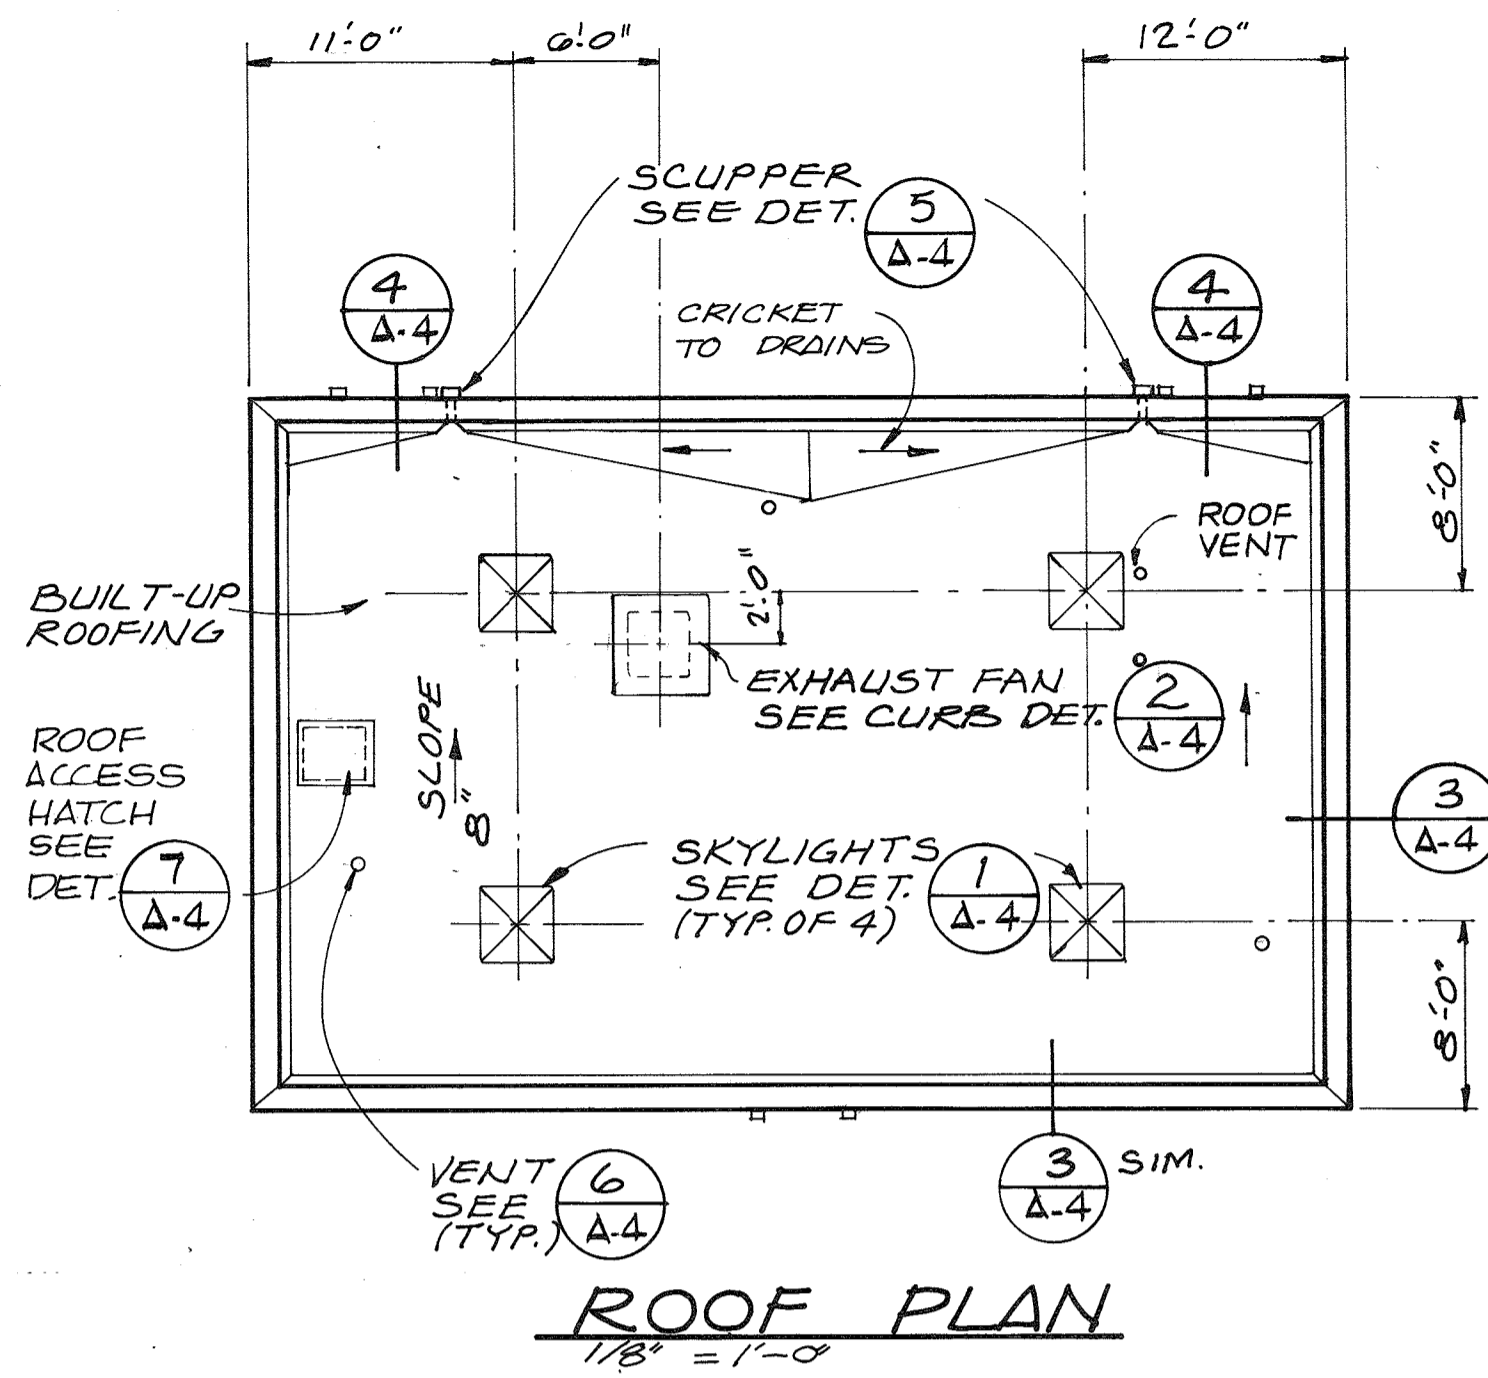 11'-0"
6'-0"
12'-0"
SCUPPER
SEE DET.
5
A-4
4
A-4
4
A-4
CRICKET
TO DRAINS
8'-0"
ROOF
VENT
2'-0"
BUILT-UP
ROOFING
EXHAUST FAN
SEE CURB DET.
2
A-4
SLOPE
8"
ROOF
ACCESS
HATCH
SEE
DET.
7
A-4
3
A-4
SKYLIGHTS
SEE DET.
(TYP. OF 4)
1
A-4
8'-0"
VENT
SEE
(TYP.)
6
A-4
3
A-4
SIM.
ROOF PLAN
1/8" = 1'-0"